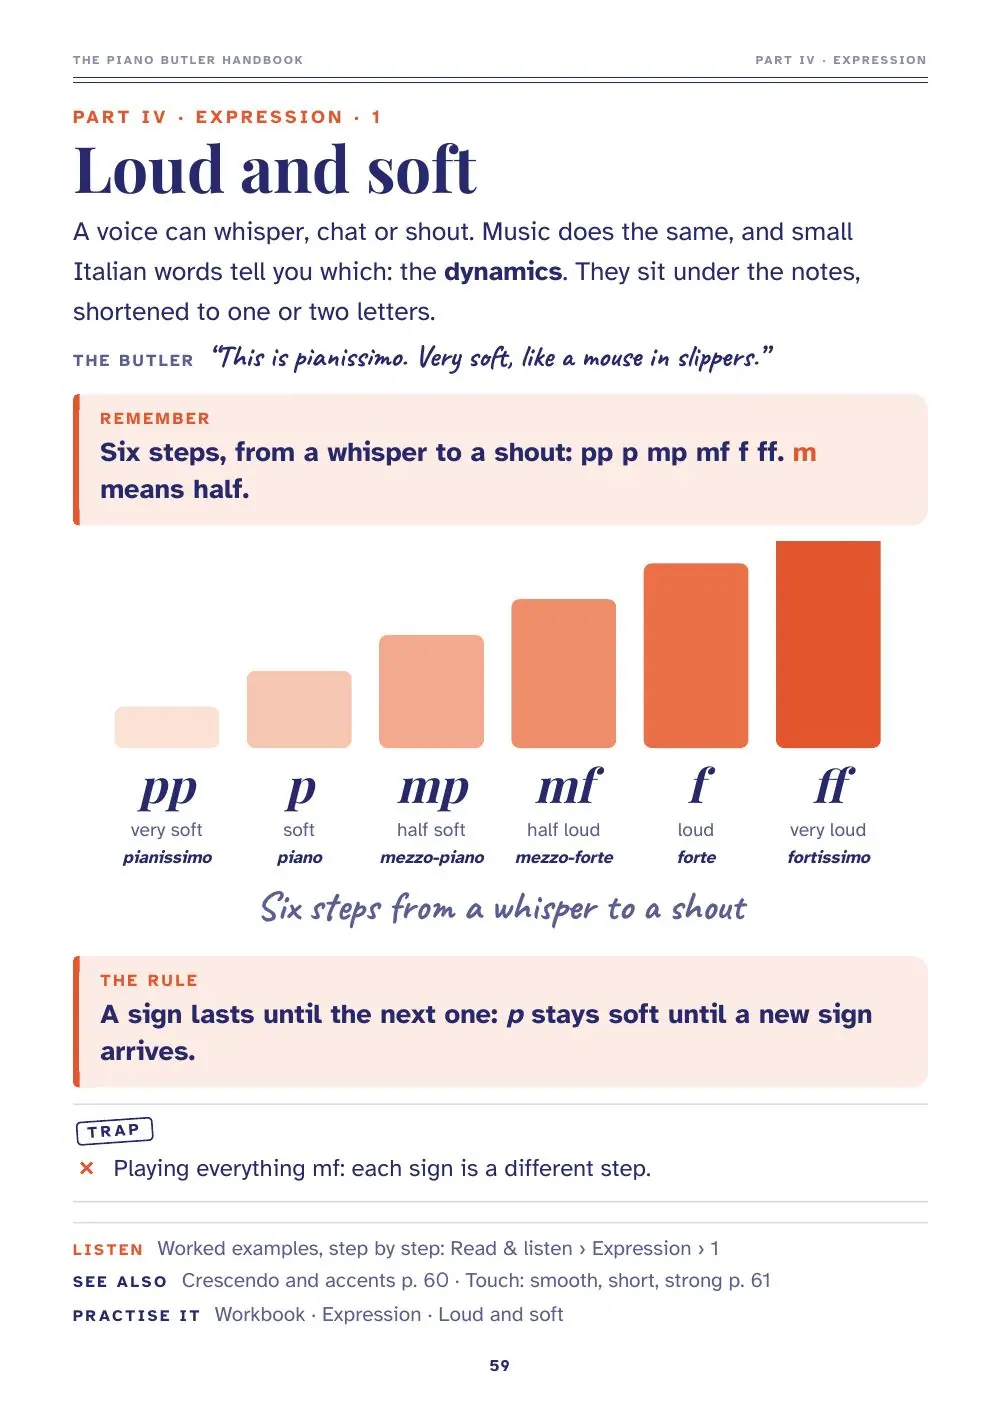 THE PIANO BUTLER HANDBOOK
PART IV · EXPRESSION
PART IV · EXPRESSION · 1
Loud and soft
A voice can whisper, chat or shout. Music does the same, and small
Italian words tell you which: the dynamics. They sit under the notes,
shortened to one or two letters.
THE BUTLER “This is pianissimo. Very soft, like a mouse in slippers.”
REMEMBER
Six steps, from a whisper to a shout: pp p mp mf f ff. m
means half.
pp p mp mf f ff
very soft soft half soft half loud loud very loud
pianissimo piano mezzo-piano mezzo-forte forte fortissimo
Six steps from a whisper to a shout
THE RULE
A sign lasts until the next one: p stays soft until a new sign
arrives.
TRAP
× Playing everything mf: each sign is a different step.
LISTEN Worked examples, step by step: Read & listen › Expression › 1
SEE ALSO Crescendo and accents p. 60 · Touch: smooth, short, strong p. 61
PRACTISE IT Workbook · Expression · Loud and soft
59